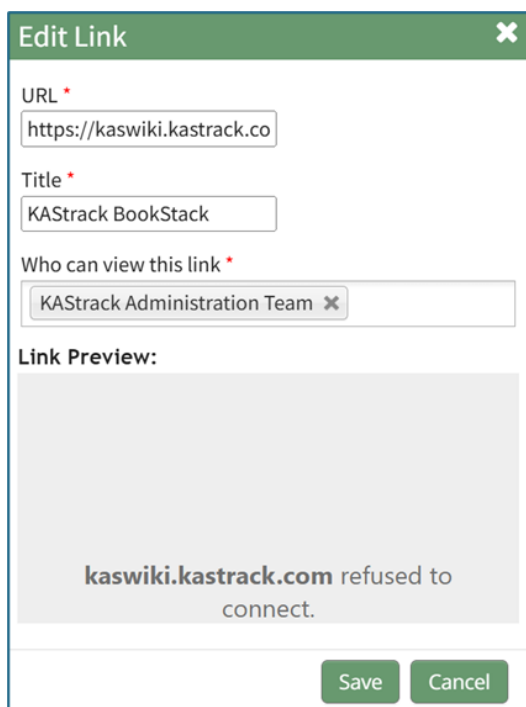 Edit Link
URL *
https://kaswiki.kastrack.co
Title *
KAStrack BookStack
Who can view this link *
KAStrack Administration Team
Link Preview:
kaswiki.kastrack.com refused to
connect.
Save Cancel